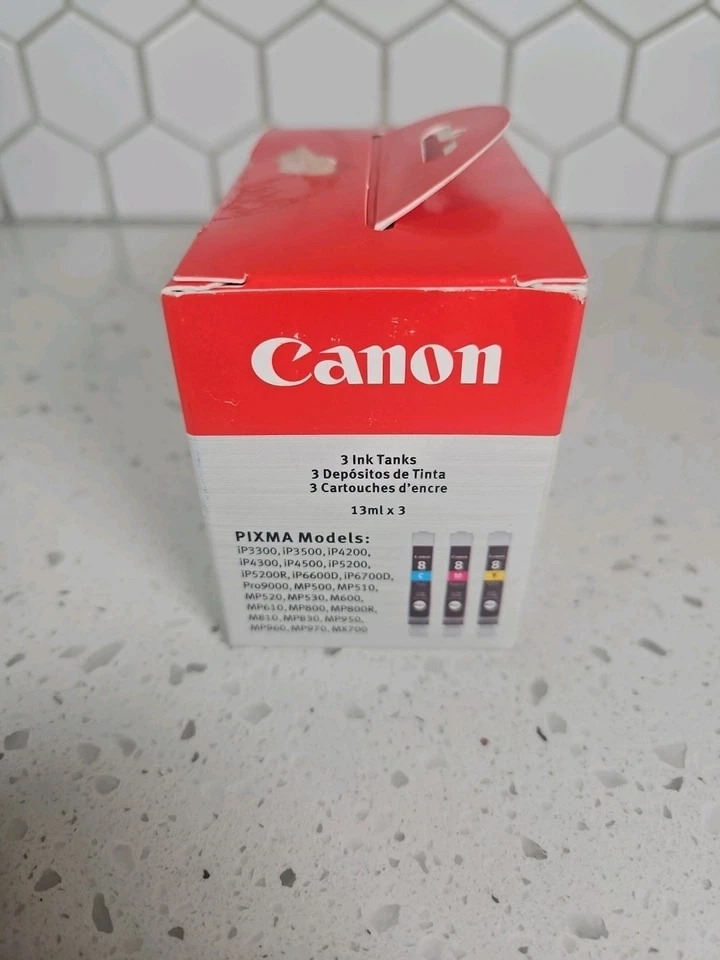 Canon
3 Ink Tanks
3 Depósitos de Tinta
3 Cartouches d'encre
13ml x 3
PIXMA Models:
iP3300, iP3500, iP4200,
iP4300, iP4500, iP5200,
iP5200R, iP6600D, iP6700D,
Pro9000, MP500, MP510,
MP520, MP530, M600,
MP610, MP800, MP800R,
M810, MP830, MP950,
MP960, MP970, MX700
Canon Canon Canon
8 8 8
C M Y